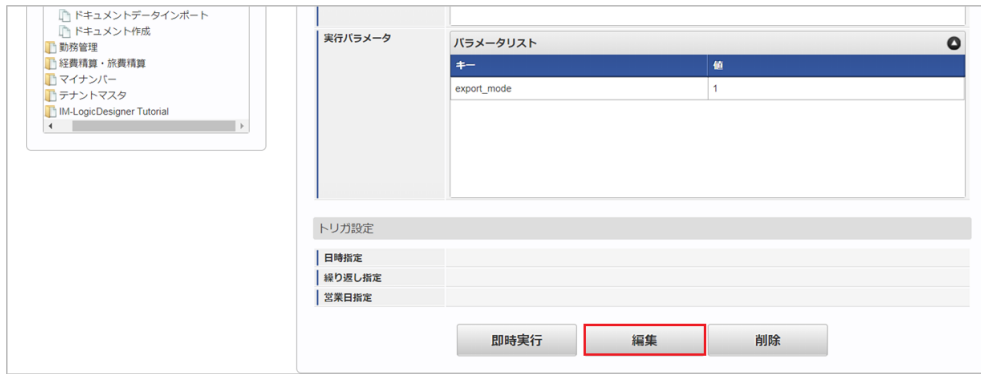 ドキュメントデータインポート
ドキュメント作成
勤務管理
経費精算・旅費精算
マイナンバー
テナントマスタ
IM-LogicDesigner Tutorial
実行パラメータ
パラメータリスト
キー 値
export_mode 1
トリガ設定
日時指定
繰り返し指定
営業日指定
即時実行 編集 削除